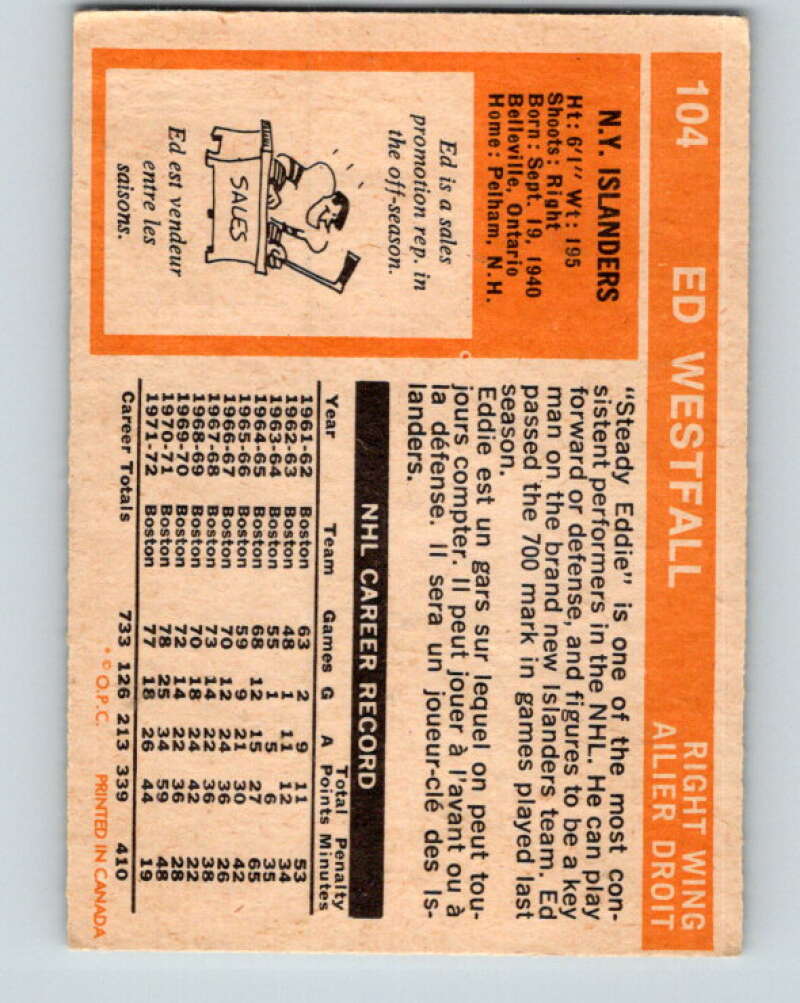 104 ED WESTFALL RIGHT WING
AILIER DROIT
N.Y. ISLANDERS
Ht: 6'1" Wt: 195
Shoots: Right
Born: Sept. 19, 1940
Belleville, Ontario
Home: Pelham, N.H.
Ed is a sales
promotion rep. in
the off-season.
SALES
Ed est vendeur
entre les
saisons.
"Steady Eddie" is one of the most con-
sistent performers in the NHL. He can play
forward or defense, and figures to be a key
man on the brand new Islanders team. Ed
passed the 700 mark in games played last
season.
Eddie est un gars sur lequel on peut tou-
jours compter. Il peut jouer à l'avant ou à
la défense. Il sera un joueur-clé des Is-
landers.
NHL CAREER RECORD
Total Penalty
Year Team Games G A Points Minutes
1961-62 Boston 63 2 9 11 53
1962-63 Boston 48 1 11 12 34
1963-64 Boston 55 1 5 6 35
1964-65 Boston 68 12 15 27 65
1965-66 Boston 59 9 21 30 42
1966-67 Boston 70 12 24 36 26
1967-68 Boston 73 14 22 36 38
1968-69 Boston 70 18 24 42 22
1969-70 Boston 72 14 22 36 28
1970-71 Boston 78 25 34 59 48
1971-72 Boston 77 18 26 44 19
Career Totals 733 126 213 339 410
* © O.P.C. PRINTED IN CANADA